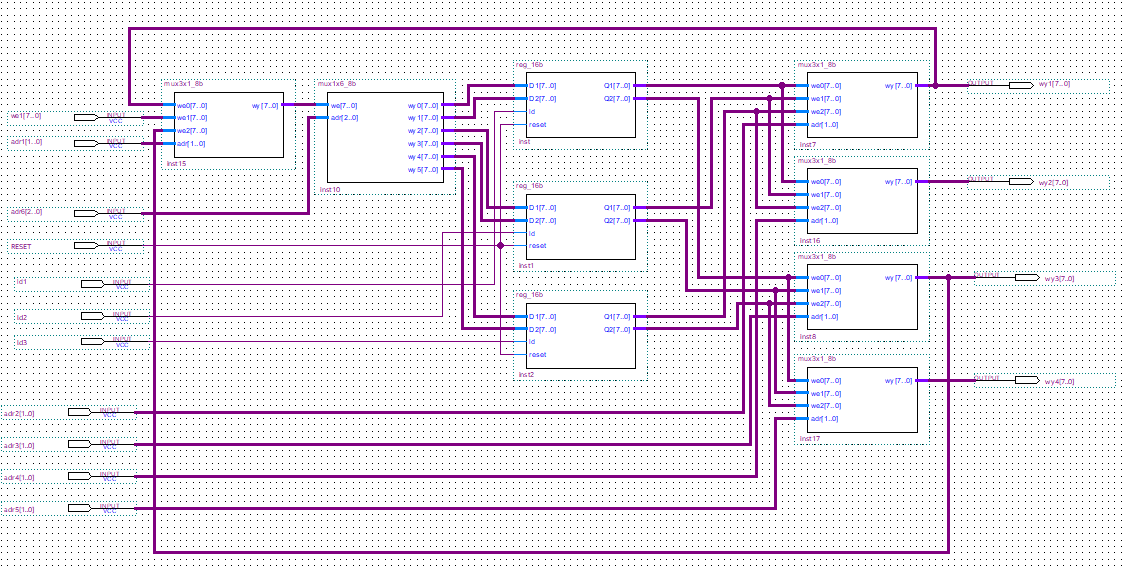 reg_16b
mux3x1_8b
mux3x1_8b
mux1x6_8b
D1[7..0]
Q1[7..0]
we0[7..0]
wy [7..0]
OUTPUT
wy1[7..0]
D2[7..0]
Q2[7..0]
we1[7..0]
we0[7..0]
wy [7..0]
we[7..0]
wy 0[7..0]
ld
we2[7..0]
we1[7..0]
INPUT
VCC
we1[7..0]
adr[2..0]
wy 1[7..0]
reset
adr[1..0]
we2[7..0]
wy 2[7..0]
inst
inst7
adr1[1..0]
INPUT
VCC
adr[1..0]
wy 3[7..0]
inst15
wy 4[7..0]
mux3x1_8b
wy 5[7..0]
we0[7..0]
wy [7..0]
OUTPUT
wy2[7..0]
inst10
reg_16b
we1[7..0]
D1[7..0]
Q1[7..0]
we2[7..0]
adr6[2..0]
INPUT
VCC
D2[7..0]
Q2[7..0]
adr[1..0]
ld
inst16
RESET
INPUT
VCC
reset
mux3x1_8b
inst1
we0[7..0]
wy [7..0]
OUTPUT
wy3[7..0]
ld1
INPUT
VCC
we1[7..0]
reg_16b
we2[7..0]
ld2
INPUT
VCC
D1[7..0]
Q1[7..0]
adr[1..0]
D2[7..0]
Q2[7..0]
inst8
ld3
INPUT
VCC
ld
reset
mux3x1_8b
inst2
we0[7..0]
wy [7..0]
OUTPUT
wy4[7..0]
we1[7..0]
we2[7..0]
adr2[1..0]
INPUT
VCC
adr[1..0]
inst17
adr3[1..0]
INPUT
VCC
adr4[1..0]
INPUT
VCC
adr5[1..0]
INPUT
VCC